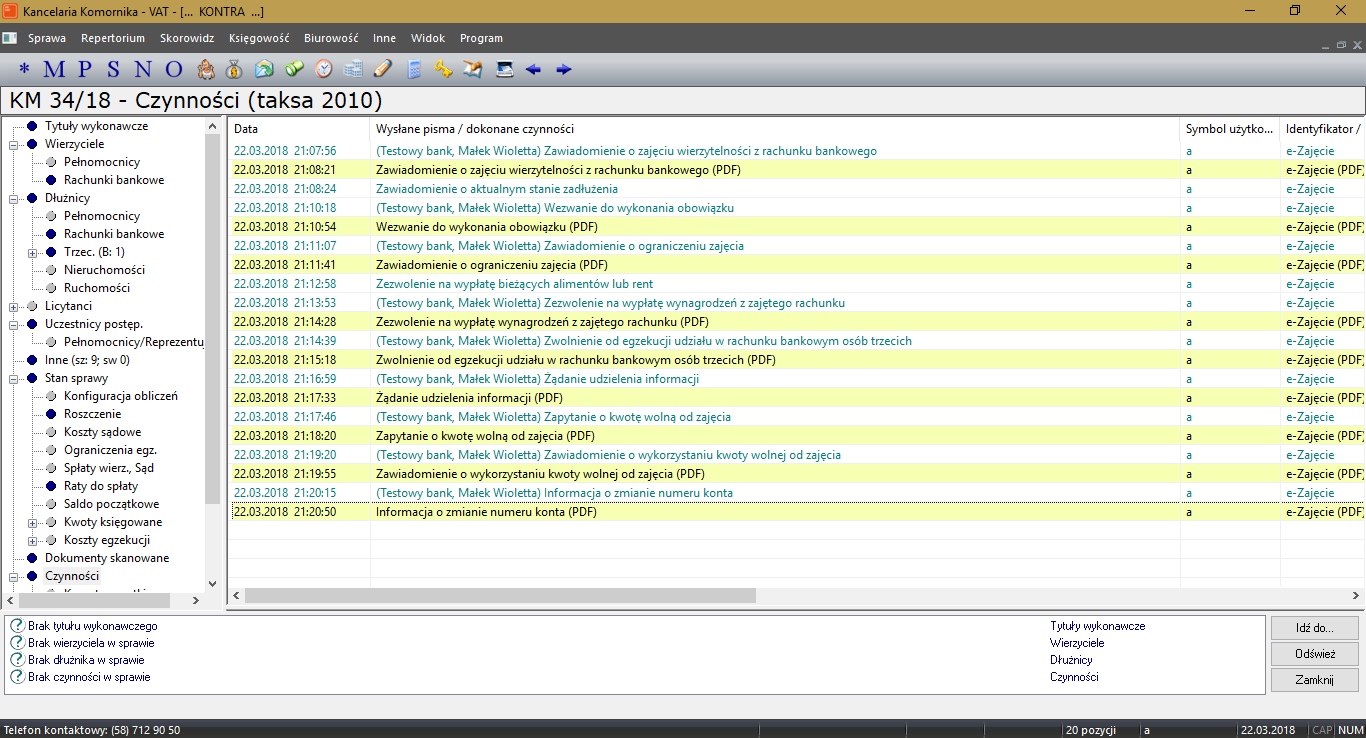 Kancelaria Komornika - VAT - [... KONTRA ...]
Sprawa Repertorium Skorowidz Księgowość Biurowość Inne Widok Program
* M P S N O
KM 34/18 - Czynności (taksa 2010)
Tytuły wykonawcze
Wierzyciele
Pełnomocnicy
Rachunki bankowe
Dłużnicy
Pełnomocnicy
Rachunki bankowe
Trzec. (B: 1)
Nieruchomości
Ruchomości
Licytanci
Uczestnicy postęp.
Pełnomocnicy/Reprezentu
Inne (sz: 9; sw 0)
Stan sprawy
Konfiguracja obliczeń
Roszczenie
Koszty sądowe
Ograniczenia egz.
Spłaty wierz., Sąd
Raty do spłaty
Saldo początkowe
Kwoty księgowane
Koszty egzekucji
Dokumenty skanowane
Czynności
Data Wysłane pisma / dokonane czynności Symbol użytko... Identyfikator /
22.03.2018 21:07:56 (Testowy bank, Małek Wioletta) Zawiadomienie o zajęciu wierzytelności z rachunku bankowego a e-Zajęcie
22.03.2018 21:08:21 Zawiadomienie o zajęciu wierzytelności z rachunku bankowego (PDF) a e-Zajęcie (PDF)
22.03.2018 21:08:24 Zawiadomienie o aktualnym stanie zadłużenia a e-Zajęcie
22.03.2018 21:10:18 (Testowy bank, Małek Wioletta) Wezwanie do wykonania obowiązku a e-Zajęcie
22.03.2018 21:10:54 Wezwanie do wykonania obowiązku (PDF) a e-Zajęcie (PDF)
22.03.2018 21:11:07 (Testowy bank, Małek Wioletta) Zawiadomienie o ograniczeniu zajęcia a e-Zajęcie
22.03.2018 21:11:41 Zawiadomienie o ograniczeniu zajęcia (PDF) a e-Zajęcie (PDF)
22.03.2018 21:12:58 Zezwolenie na wypłatę bieżących alimentów lub rent a e-Zajęcie
22.03.2018 21:13:53 (Testowy bank, Małek Wioletta) Zezwolenie na wypłatę wynagrodzeń z zajętego rachunku a e-Zajęcie
22.03.2018 21:14:28 Zezwolenie na wypłatę wynagrodzeń z zajętego rachunku (PDF) a e-Zajęcie (PDF)
22.03.2018 21:14:39 (Testowy bank, Małek Wioletta) Zwolnienie od egzekucji udziału w rachunku bankowym osób trzecich a e-Zajęcie
22.03.2018 21:15:18 Zwolnienie od egzekucji udziału w rachunku bankowym osób trzecich (PDF) a e-Zajęcie (PDF)
22.03.2018 21:16:59 (Testowy bank, Małek Wioletta) Żądanie udzielenia informacji a e-Zajęcie
22.03.2018 21:17:33 Żądanie udzielenia informacji (PDF) a e-Zajęcie (PDF)
22.03.2018 21:17:46 (Testowy bank, Małek Wioletta) Zapytanie o kwotę wolną od zajęcia a e-Zajęcie
22.03.2018 21:18:20 Zapytanie o kwotę wolną od zajęcia (PDF) a e-Zajęcie (PDF)
22.03.2018 21:19:20 (Testowy bank, Małek Wioletta) Zawiadomienie o wykorzystaniu kwoty wolnej od zajęcia a e-Zajęcie
22.03.2018 21:19:55 Zawiadomienie o wykorzystaniu kwoty wolnej od zajęcia (PDF) a e-Zajęcie (PDF)
22.03.2018 21:20:15 (Testowy bank, Małek Wioletta) Informacja o zmianie numeru konta a e-Zajęcie
22.03.2018 21:20:50 Informacja o zmianie numeru konta (PDF) a e-Zajęcie (PDF)
Brak tytułu wykonawczego Tytuły wykonawcze
Brak wierzyciela w sprawie Wierzyciele
Brak dłużnika w sprawie Dłużnicy
Brak czynności w sprawie Czynności
Idź do...
Odśwież
Zamknij
Telefon kontaktowy: (58) 712 90 50 20 pozycji a 22.03.2018 CAP NUM